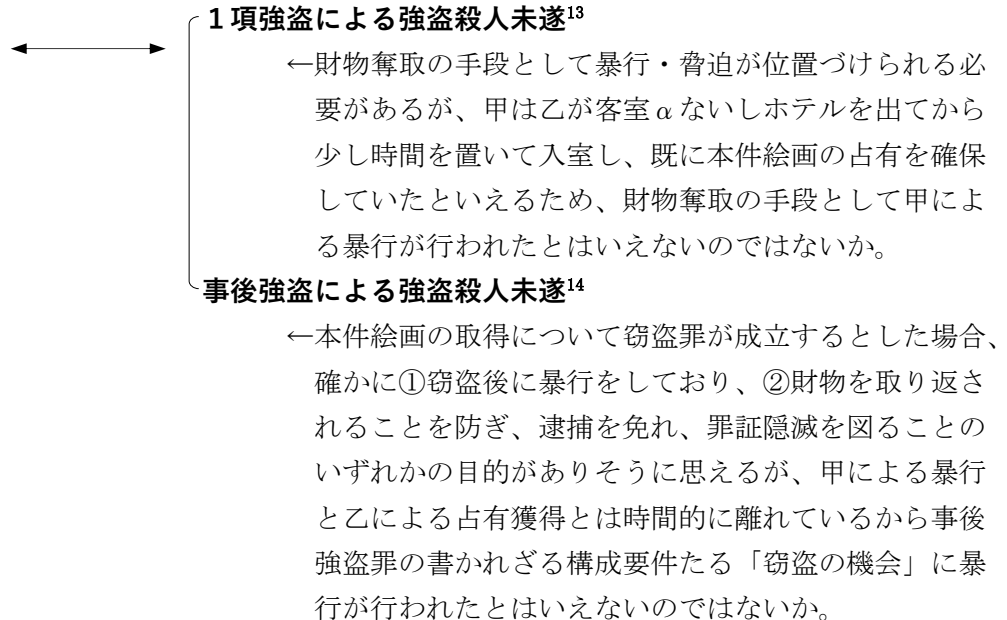 １項強盗による強盗殺人未遂13
←財物奪取の手段として暴行・脅迫が位置づけられる必
要があるが、甲は乙が客室αないしホテルを出てから
少し時間を置いて入室し、既に本件絵画の占有を確保
していたといえるため、財物奪取の手段として甲によ
る暴行が行われたとはいえないのではないか。
事後強盗による強盗殺人未遂14
←本件絵画の取得について窃盗罪が成立するとした場合、
確かに①窃盗後に暴行をしており、②財物を取り返さ
れることを防ぎ、逮捕を免れ、罪証隠滅を図ることの
いずれかの目的がありそうに思えるが、甲による暴行
と乙による占有獲得とは時間的に離れているから事後
強盗罪の書かれざる構成要件たる「窃盗の機会」に暴
行が行われたとはいえないのではないか。